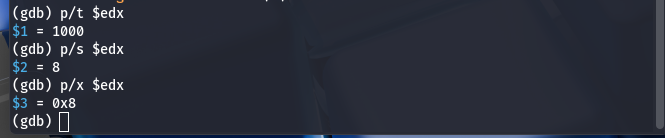 (gdb) p/t $edx
$1 = 1000
(gdb) p/s $edx
$2 = 8
(gdb) p/x $edx
$3 = 0x8
(gdb)